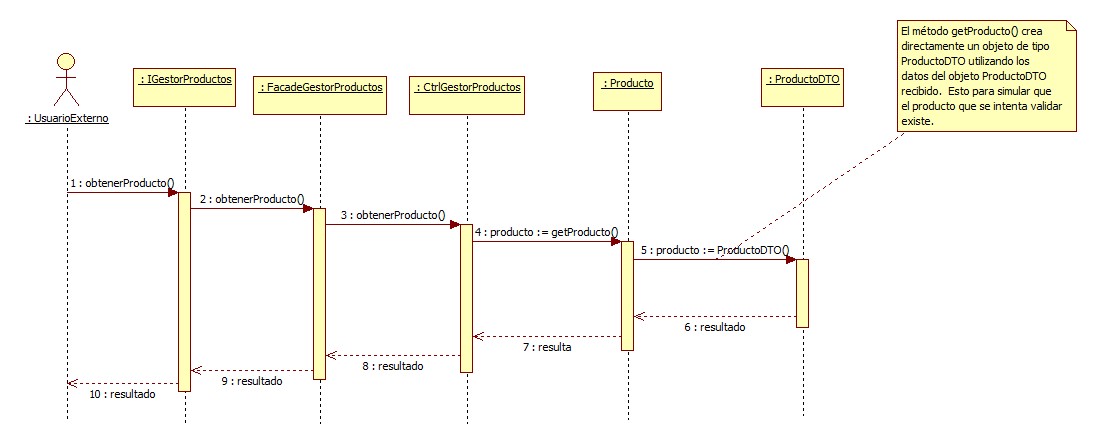 El método getProducto() crea
directamente un objeto de tipo
ProductoDTO utilizando los
datos del objeto ProductoDTO
recibido. Esto para simular que
el producto que se intenta validar
existe.
: UsuarioExterno
: IGestorProductos
: FacadeGestorProductos
: CtrlGestorProductos
: Producto
: ProductoDTO
1 : obtenerProducto()
2 : obtenerProducto()
3 : obtenerProducto()
4 : producto := getProducto()
5 : producto := ProductoDTO()
6 : resultado
7 : resulta
8 : resultado
9 : resultado
10 : resultado